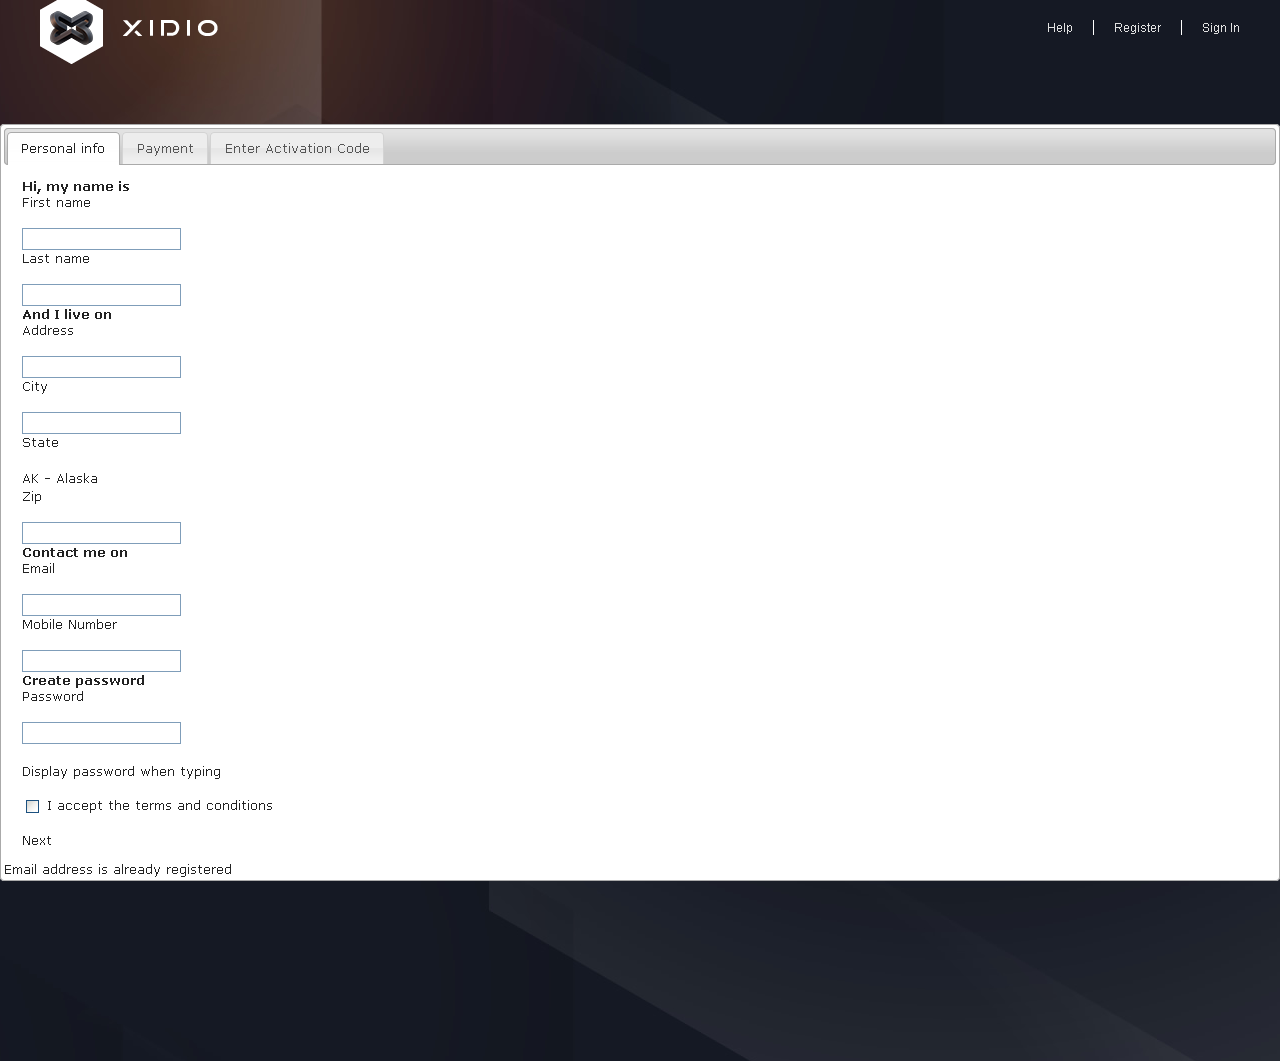 XIDIO
Help
Register
Sign In
Personal info
Payment
Enter Activation Code
Hi, my name is
First name
Last name
And I live on
Address
City
State
AK - Alaska
Zip
Contact me on
Email
Mobile Number
Create password
Password
Display password when typing
I accept the terms and conditions
Next
Email address is already registered